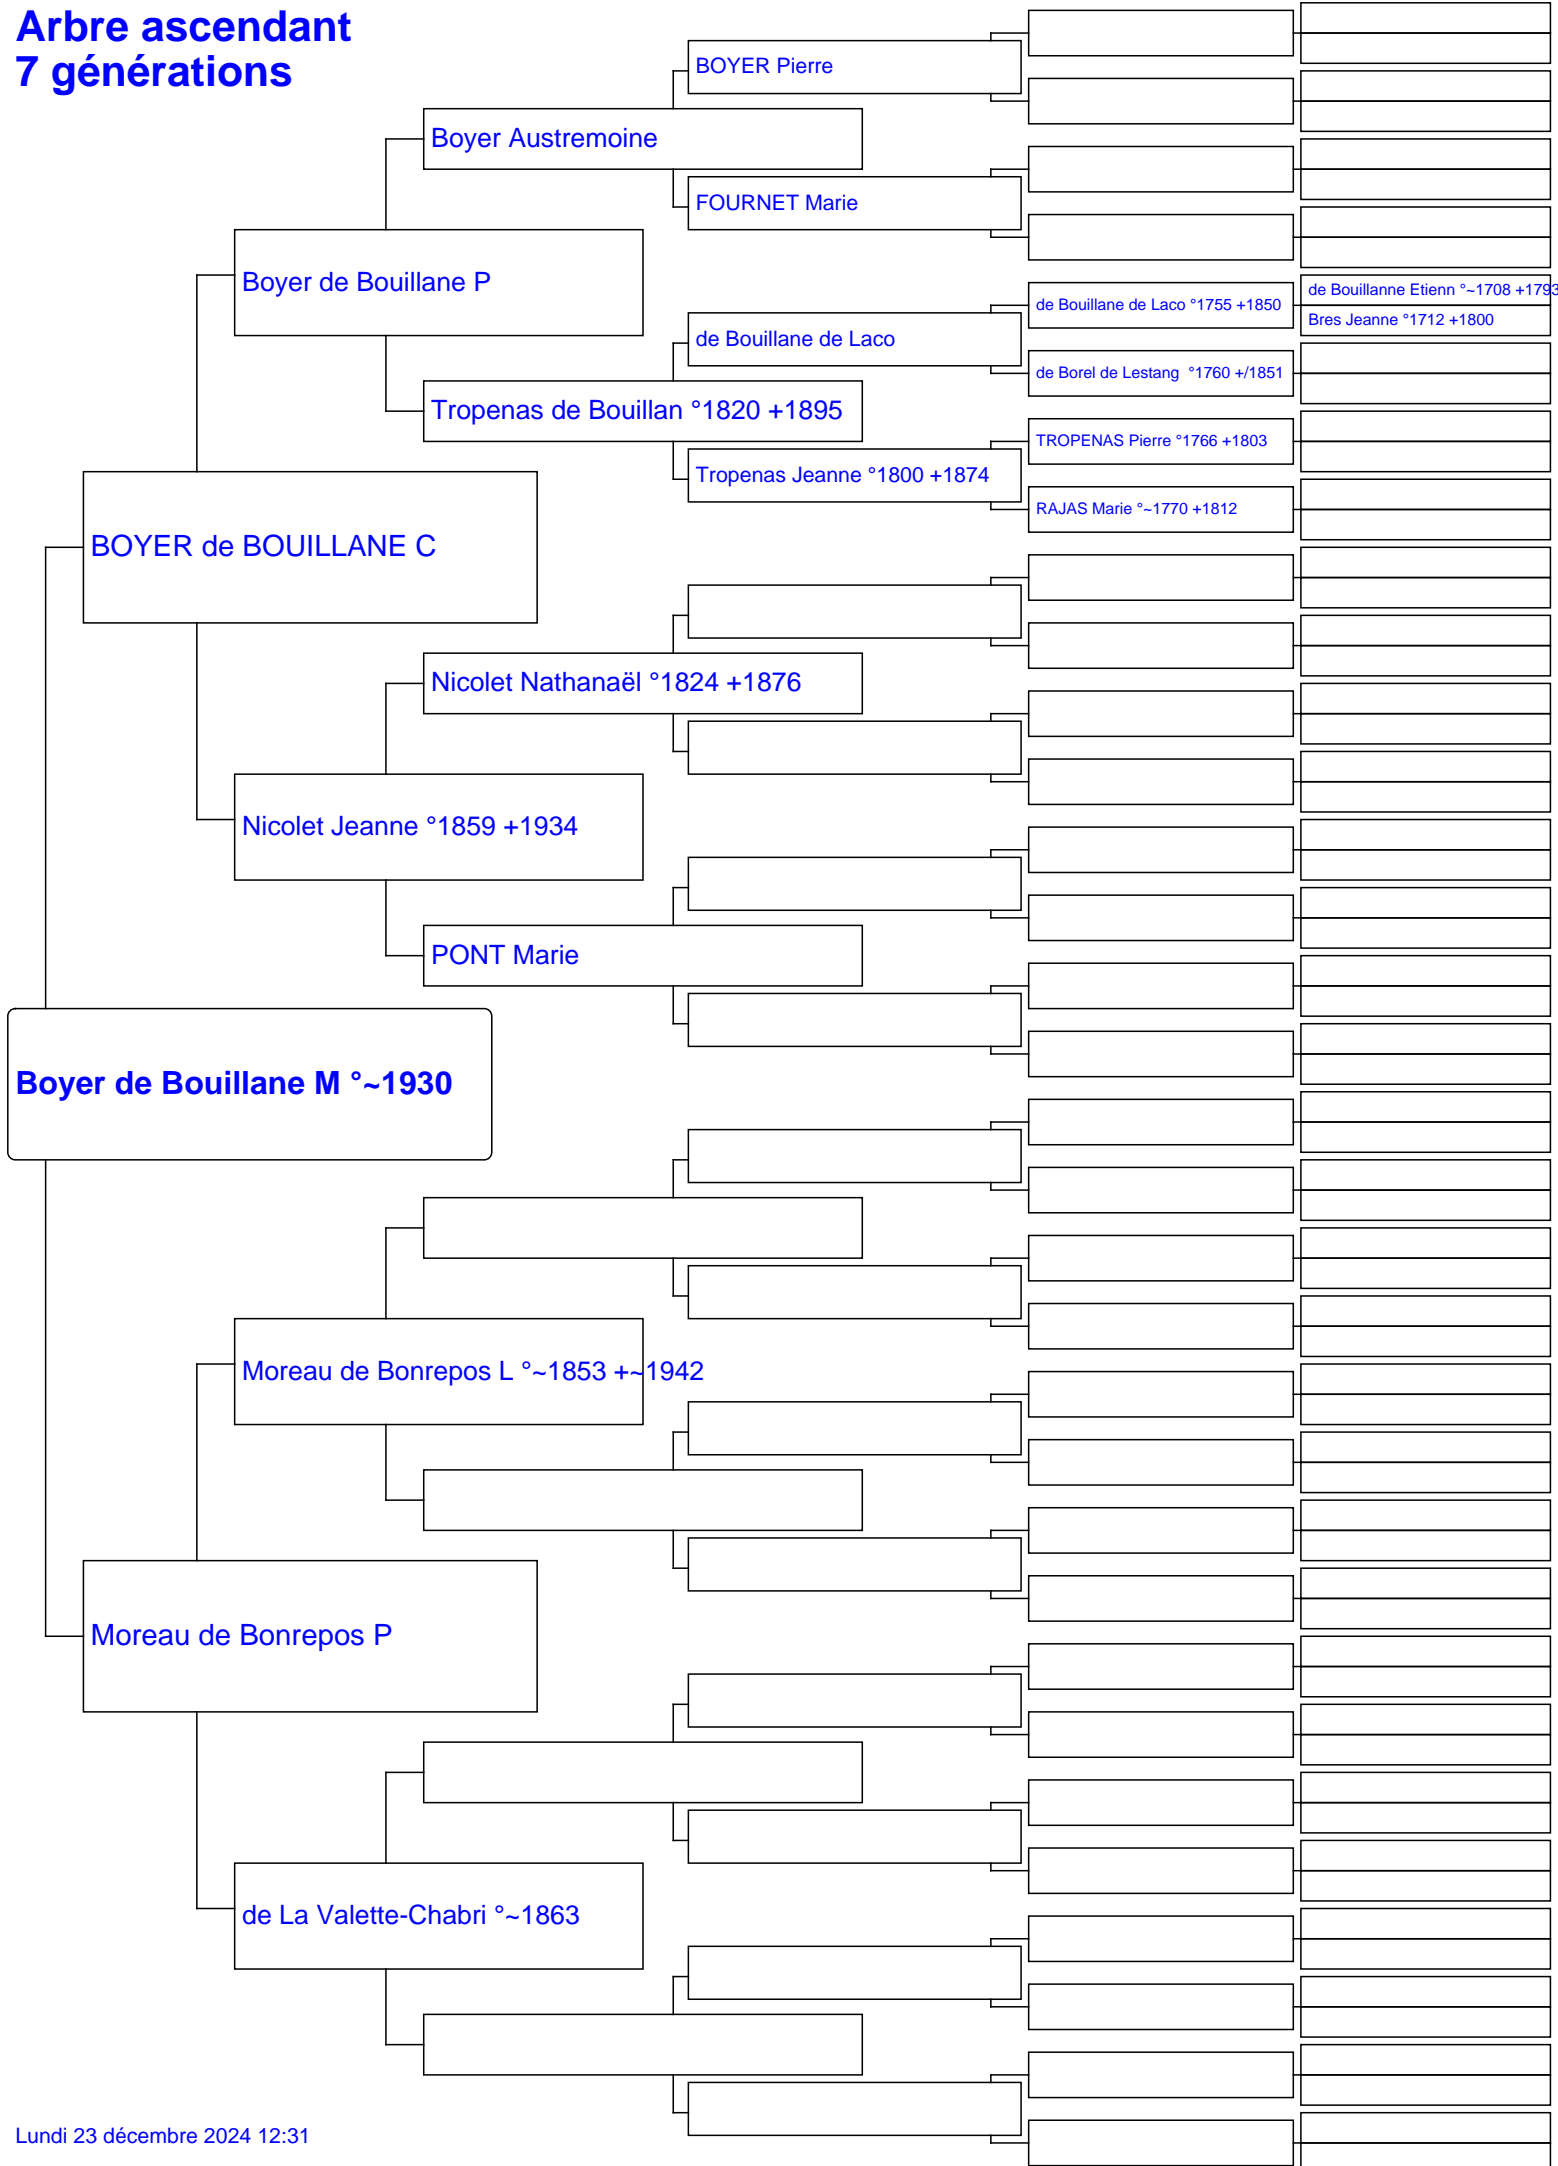 Arbre ascendant
7 générations
BOYER Pierre
Boyer Austremoine
FOURNET Marie
Boyer de Bouillane P
de Bouillanne Etienn °~1708 +1793
de Bouillane de Laco °1755 +1850
Bres Jeanne °1712 +1800
de Bouillane de Laco
de Borel de Lestang  °1760 +/1851
Tropenas de Bouillan °1820 +1895
TROPENAS Pierre °1766 +1803
Tropenas Jeanne °1800 +1874
RAJAS Marie °~1770 +1812
BOYER de BOUILLANE C
Nicolet Nathanaël °1824 +1876
Nicolet Jeanne °1859 +1934
PONT Marie
Boyer de Bouillane M °~1930
Moreau de Bonrepos L °~1853 +~1942
Moreau de Bonrepos P
de La Valette-Chabri °~1863
Lundi 23 décembre 2024 12:31